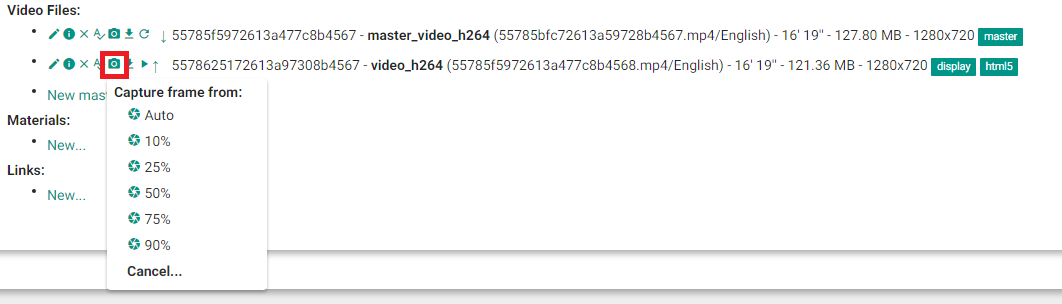 Video Files:
55785f5972613a477c8b4567 - master_video_h264 (55785bfc72613a59728b4567.mp4/English) - 16' 19" - 127.80 MB - 1280x720 master
5578625172613a97308b4567 - video_h264 (55785f5972613a477c8b4568.mp4/English) - 16' 19" - 121.36 MB - 1280x720 display html5
New mas
Capture frame from:
Auto
10%
25%
50%
75%
90%
Cancel...
Materials:
New...
Links:
New...